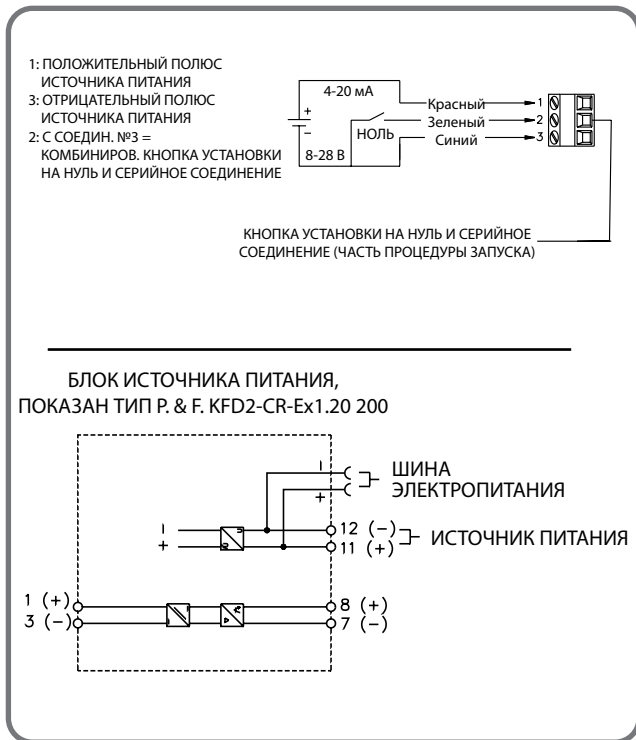 1: ПОЛОЖИТЕЛЬНЫЙ ПОЛЮС
ИСТОЧНИКА ПИТАНИЯ
3: ОТРИЦАТЕЛЬНЫЙ ПОЛЮС
ИСТОЧНИКА ПИТАНИЯ
2: С СОЕДИН. №3 =
КОМБИНИРОВ. КНОПКА УСТАНОВКИ
НА НУЛЬ И СЕРИЙНОЕ СОЕДИНЕНИЕ
4-20 мА
+
−
8-28 В
НОЛЬ
Красный 1
Зеленый 2
Синий 3
КНОПКА УСТАНОВКИ НА НУЛЬ И СЕРИЙНОЕ
СОЕДИНЕНИЕ (ЧАСТЬ ПРОЦЕДУРЫ ЗАПУСКА)
БЛОК ИСТОЧНИКА ПИТАНИЯ,
ПОКАЗАН ТИП P. & F. KFD2-CR-Ex1.20 200
−
+
ШИНА
ЭЛЕКТРОПИТАНИЯ
−
+
12 (−)
11 (+)
ИСТОЧНИК ПИТАНИЯ
1 (+)
3 (−)
8 (+)
7 (−)